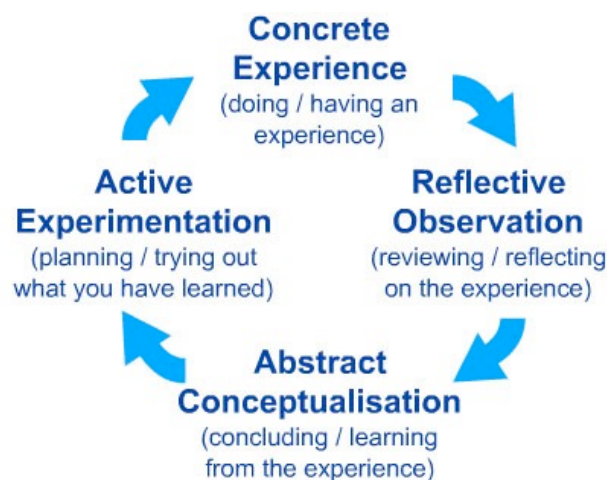 Concrete
Experience
(doing / having an
experience)
Reflective
Observation
(reviewing / reflecting
on the experience)
Abstract
Conceptualisation
(concluding / learning
from the experience)
Active
Experimentation
(planning / trying out
what you have learned)